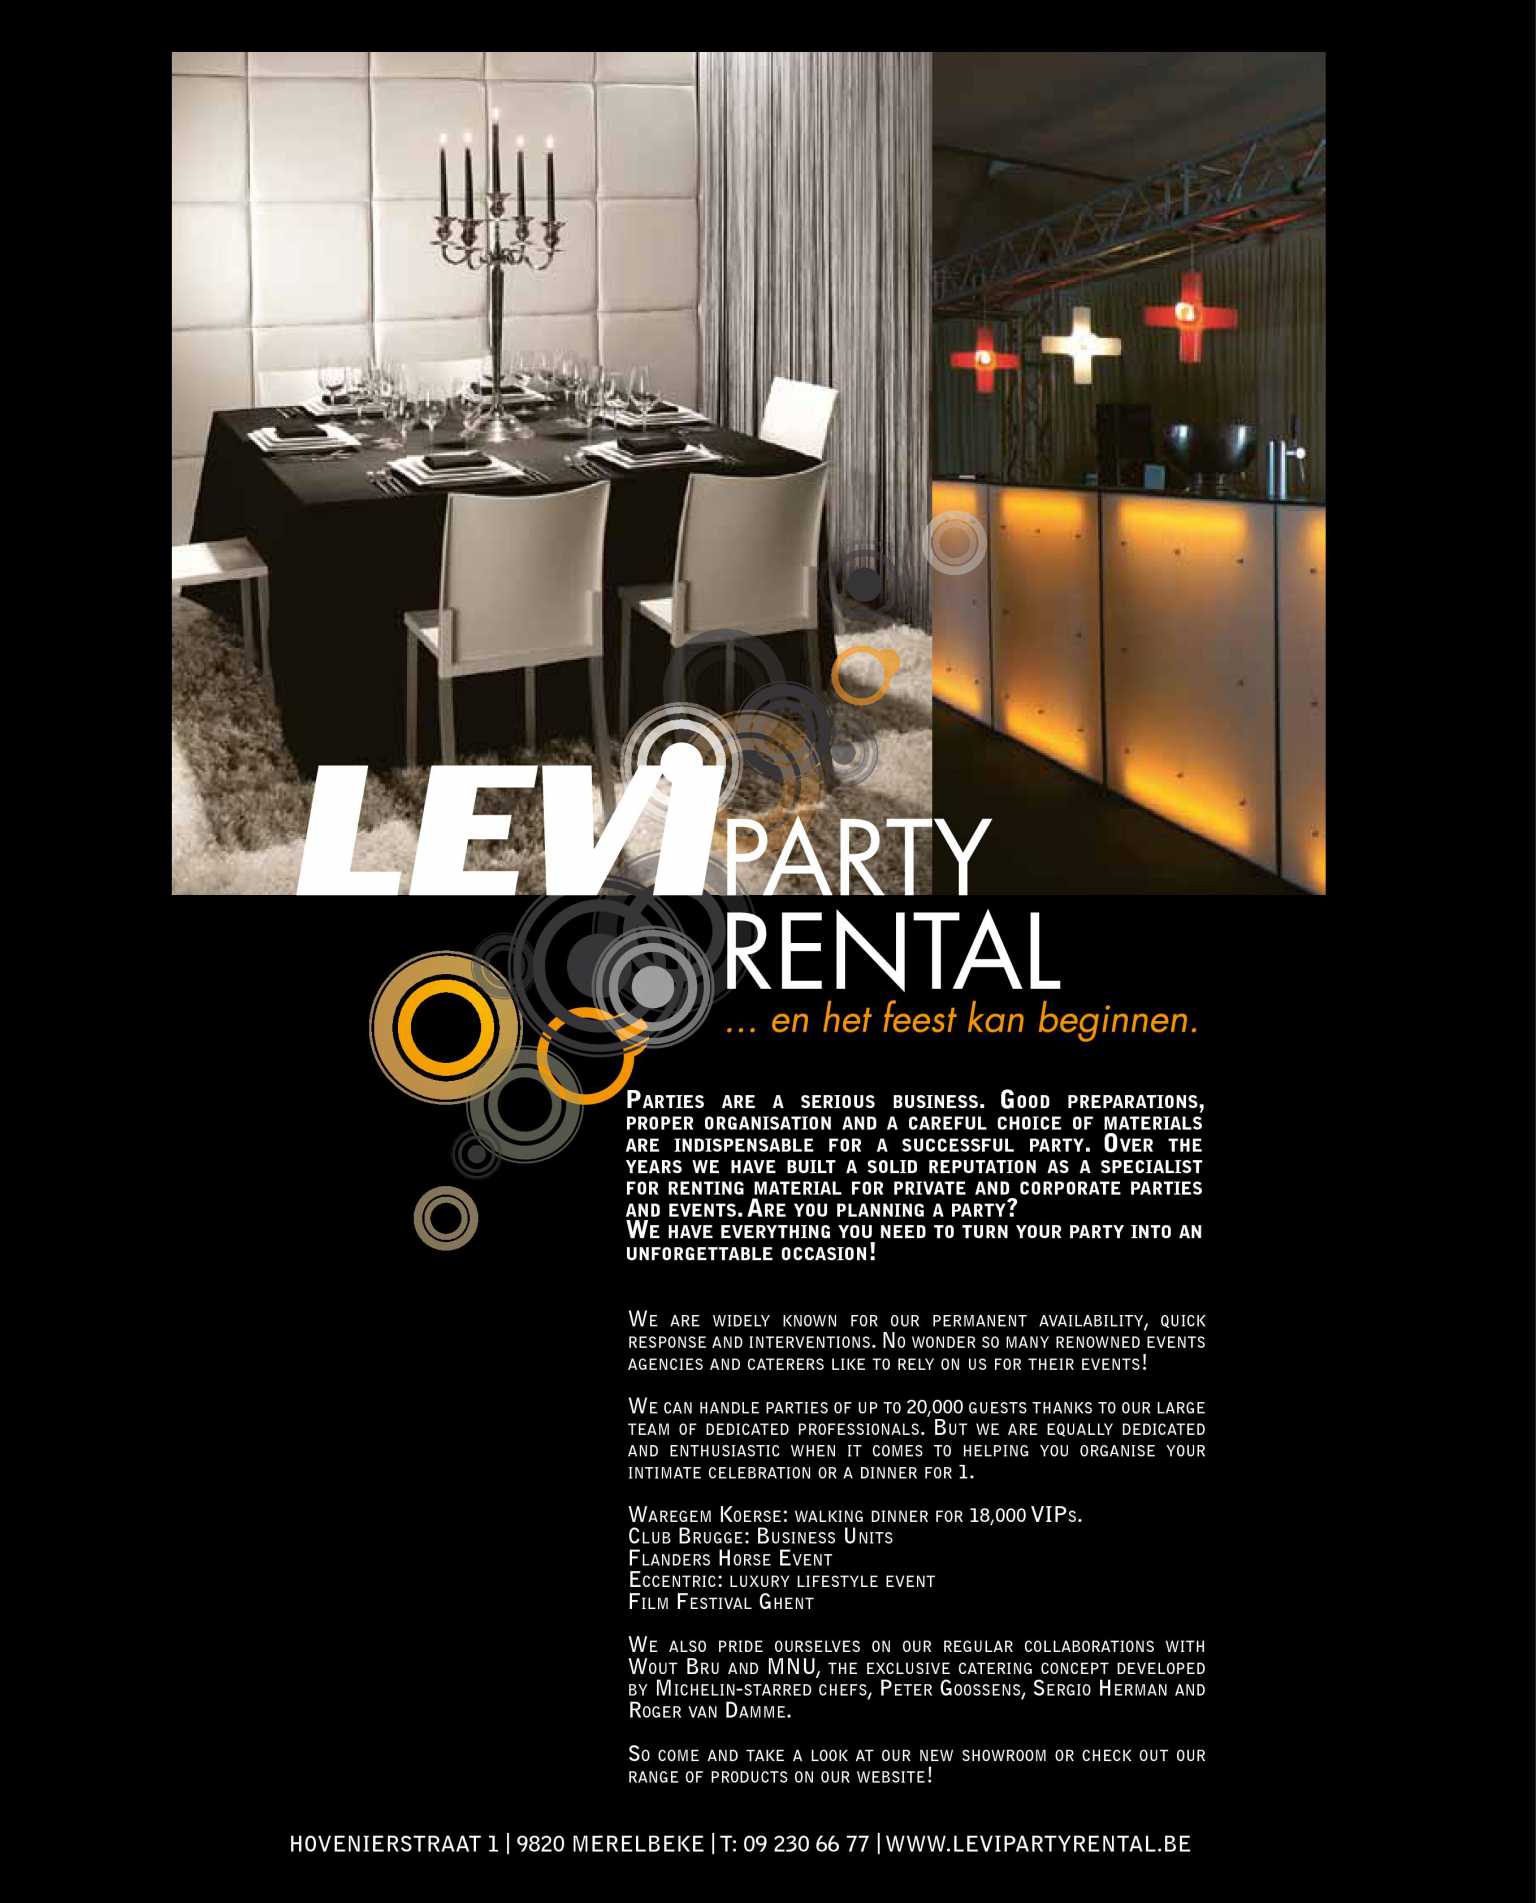 LEVI PARTY
RENTAL
... en het feest kan beginnen.
Parties are a serious business. Good preparations,
proper organisation and a careful choice of materials
are indispensable for a successful party. Over the
years we have built a solid reputation as a specialist
for renting material for private and corporate parties
and events. Are you planning a party?
We have everything you need to turn your party into an
unforgettable occasion!
We are widely known for our permanent availability, quick
response and interventions. No wonder so many renowned events
agencies and caterers like to rely on us for their events!
We can handle parties of up to 20,000 guests thanks to our large
team of dedicated professionals. But we are equally dedicated
and enthusiastic when it comes to helping you organise your
intimate celebration or a dinner for 1.
Waregem Koerse: walking dinner for 18,000 VIPs.
Club Brugge: Business Units
Flanders Horse Event
Eccentric: luxury lifestyle event
Film Festival Ghent
We also pride ourselves on our regular collaborations with
Wout Bru and MNU, the exclusive catering concept developed
by Michelin-starred chefs, Peter Goossens, Sergio Herman and
Roger van Damme.
So come and take a look at our new showroom or check out our
range of products on our website!
HOVENIERSTRAAT 1 | 9820 MERELBEKE | T: 09 230 66 77 | WWW.LEVIPARTYRENTAL.BE